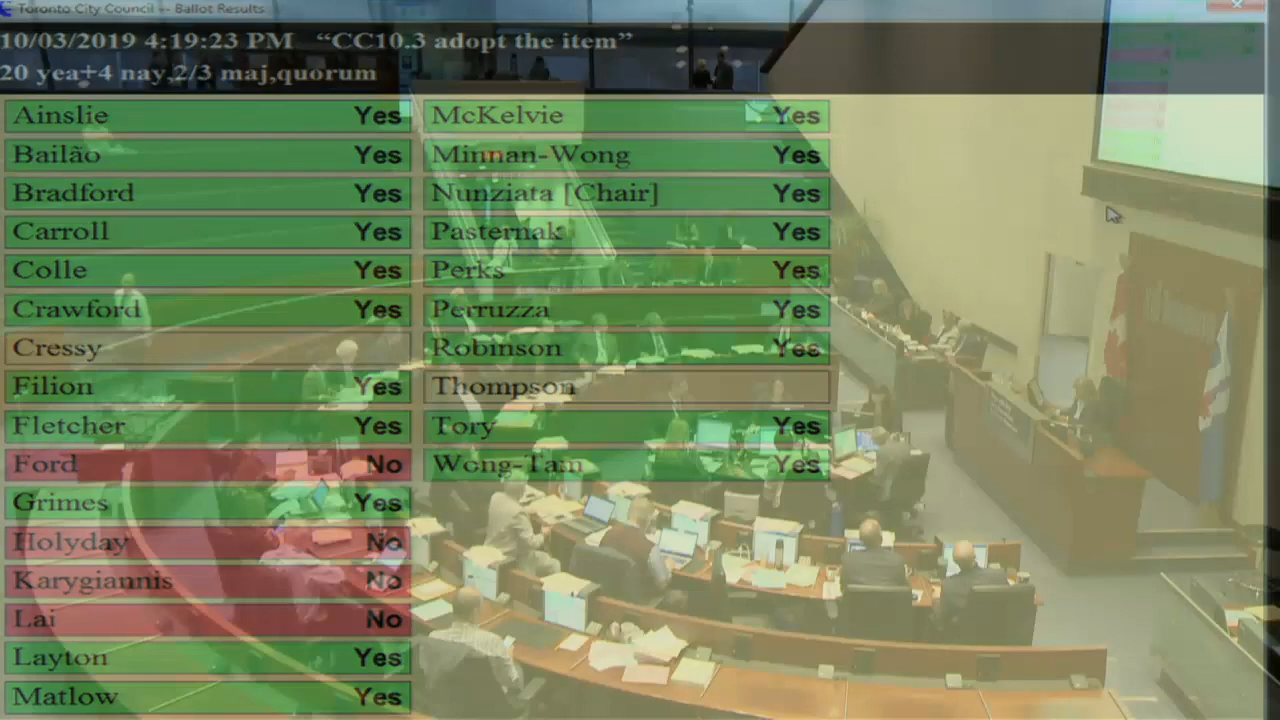 Toronto City Council -- Ballot Results
10/03/2019 4:19:23 PM “CC10.3 adopt the item”
20 yea+4 nay,2/3 maj,quorum
Ainslie Yes
Bailão Yes
Bradford Yes
Carroll Yes
Colle Yes
Crawford Yes
Cressy
Filion Yes
Fletcher Yes
Ford No
Grimes Yes
Holyday No
Karygiannis No
Lai No
Layton Yes
Matlow Yes
McKelvie Yes
Minnan-Wong Yes
Nunziata [Chair] Yes
Pasternak Yes
Perks Yes
Perruzza Yes
Robinson Yes
Thompson
Tory Yes
Wong-Tam Yes